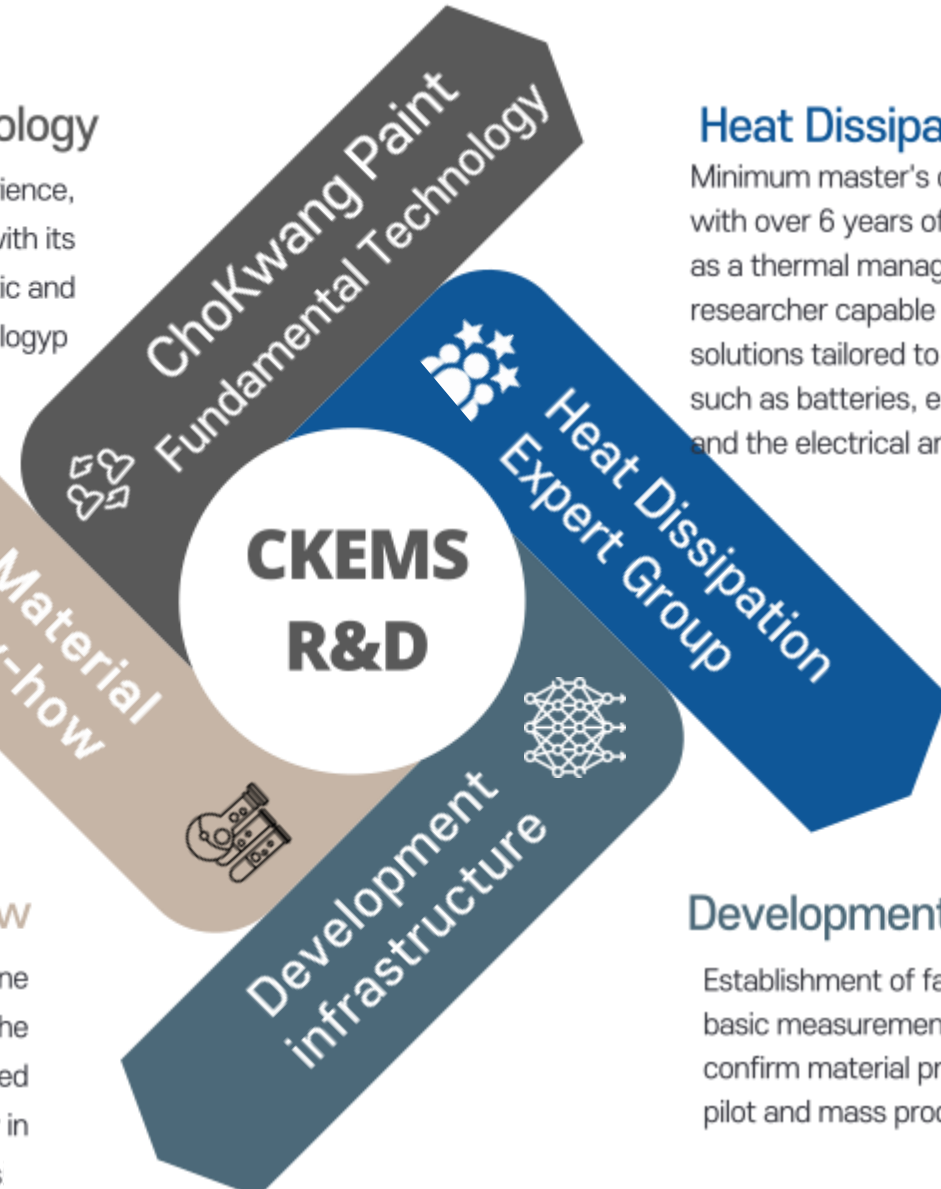 ology
ience,
vith its
ic and
logyp
ChoKwang Paint
Fundamental Technology
Heat Dissipa
Minimum master's
with over 6 years of
as a thermal manag
researcher capable
solutions tailored to
such as batteries, e
and the electrical ar
Heat Dissipation
Expert Group
CKEMS
R&D
Material
-how
Development
infrastructure
w
ne
he
ed
in
Development
Establishment of fa
basic measuremen
confirm material pr
pilot and mass prod